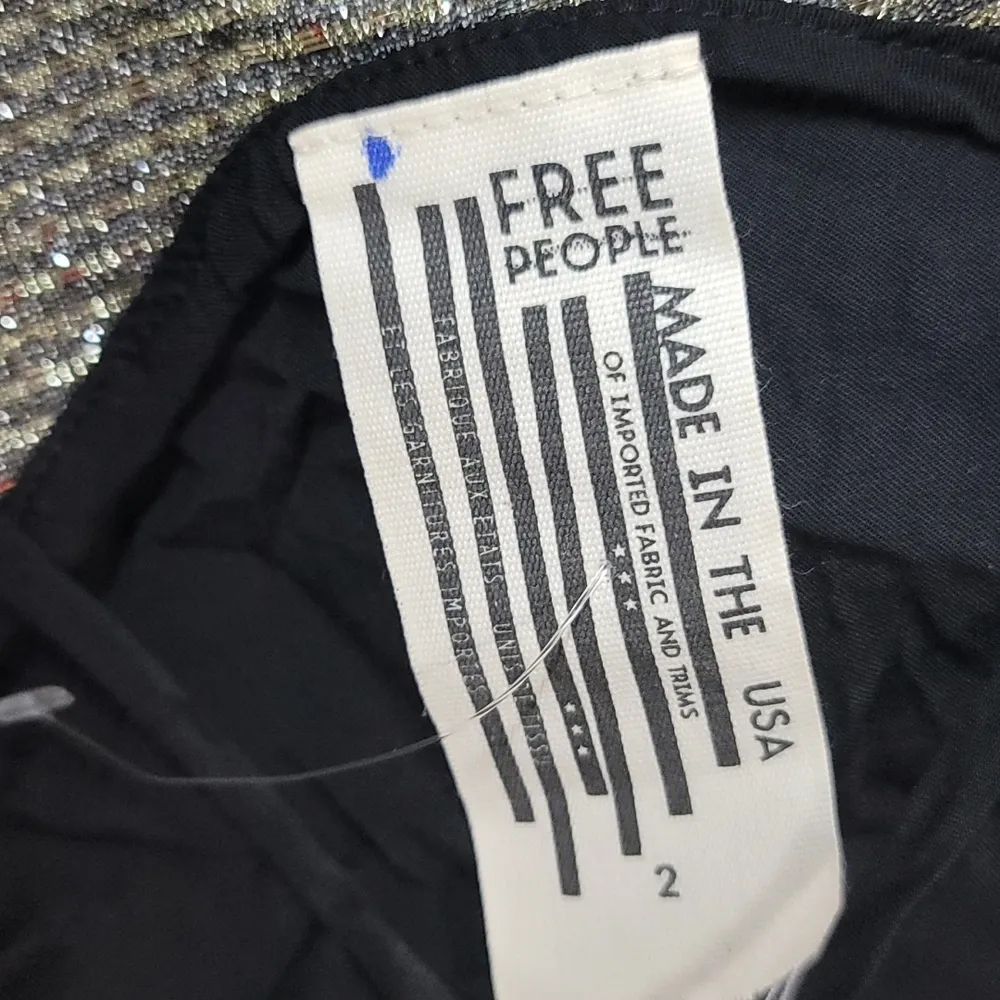 FREE
PEOPLE
MADE IN THE USA
OF IMPORTED FABRIC AND TRIMS
FABRIQUE AUX ETATS-UNIS TISSU
ET LES GARNITURES IMPORTES
2